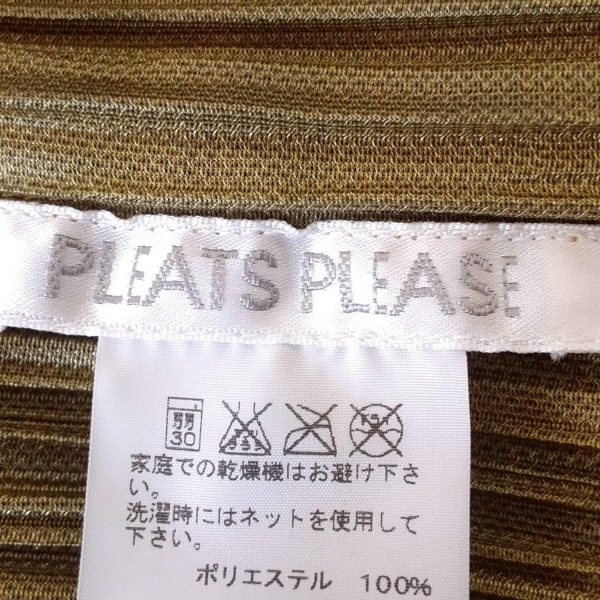 PLEATS PLEASE
弱
30
家庭での乾燥機はお避け下さ
い。
洗濯時にはネットを使用して
下さい。
ポリエステル 100%